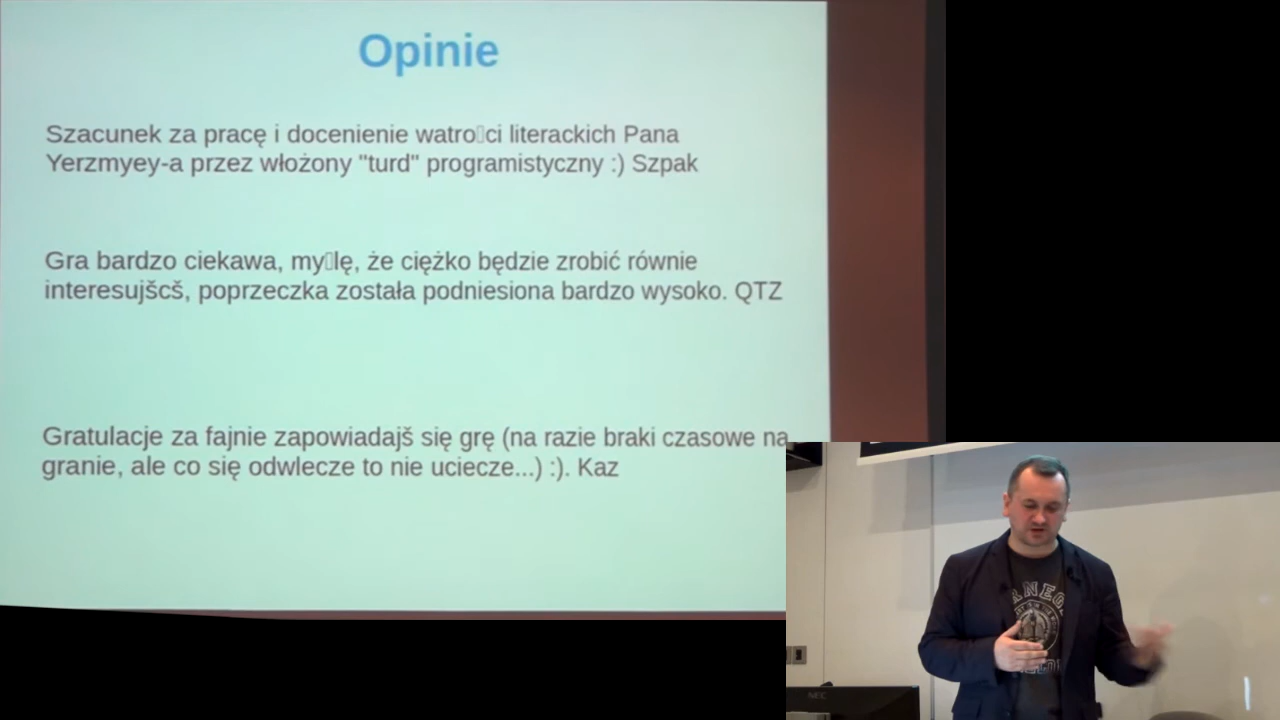 Opinie
Szacunek za pracę i docenienie watro▯ci literackich Pana
Yerzmyey-a przez włożony "turd" programistyczny :) Szpak
Gra bardzo ciekawa, my▯lę, że ciężko będzie zrobić równie
interesujšcš, poprzeczka została podniesiona bardzo wysoko. QTZ
Gratulacje za fajnie zapowiadajš się grę (na razie braki czasowe na
granie, ale co się odwlecze to nie uciecze...) :). Kaz
NEC